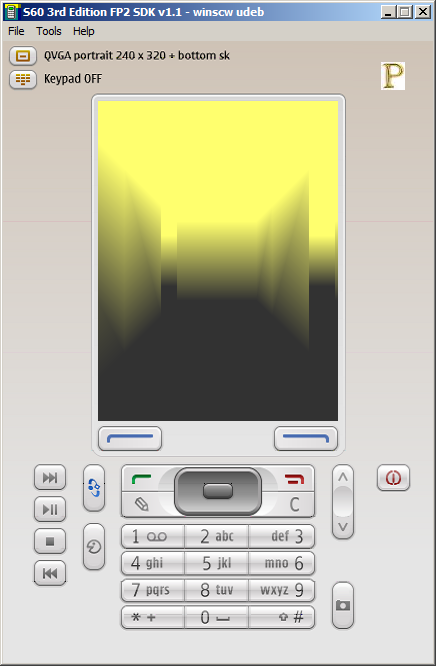 S60 3rd Edition FP2 SDK v1.1 - winscw udeb
File Tools Help
QVGA portrait 240 x 320 + bottom sk
Keypad OFF
P
C
1
2 abc
def 3
4 ghi
5 jkl
mno 6
7 pqrs
8 tuv
wxyz 9
* +
0
#